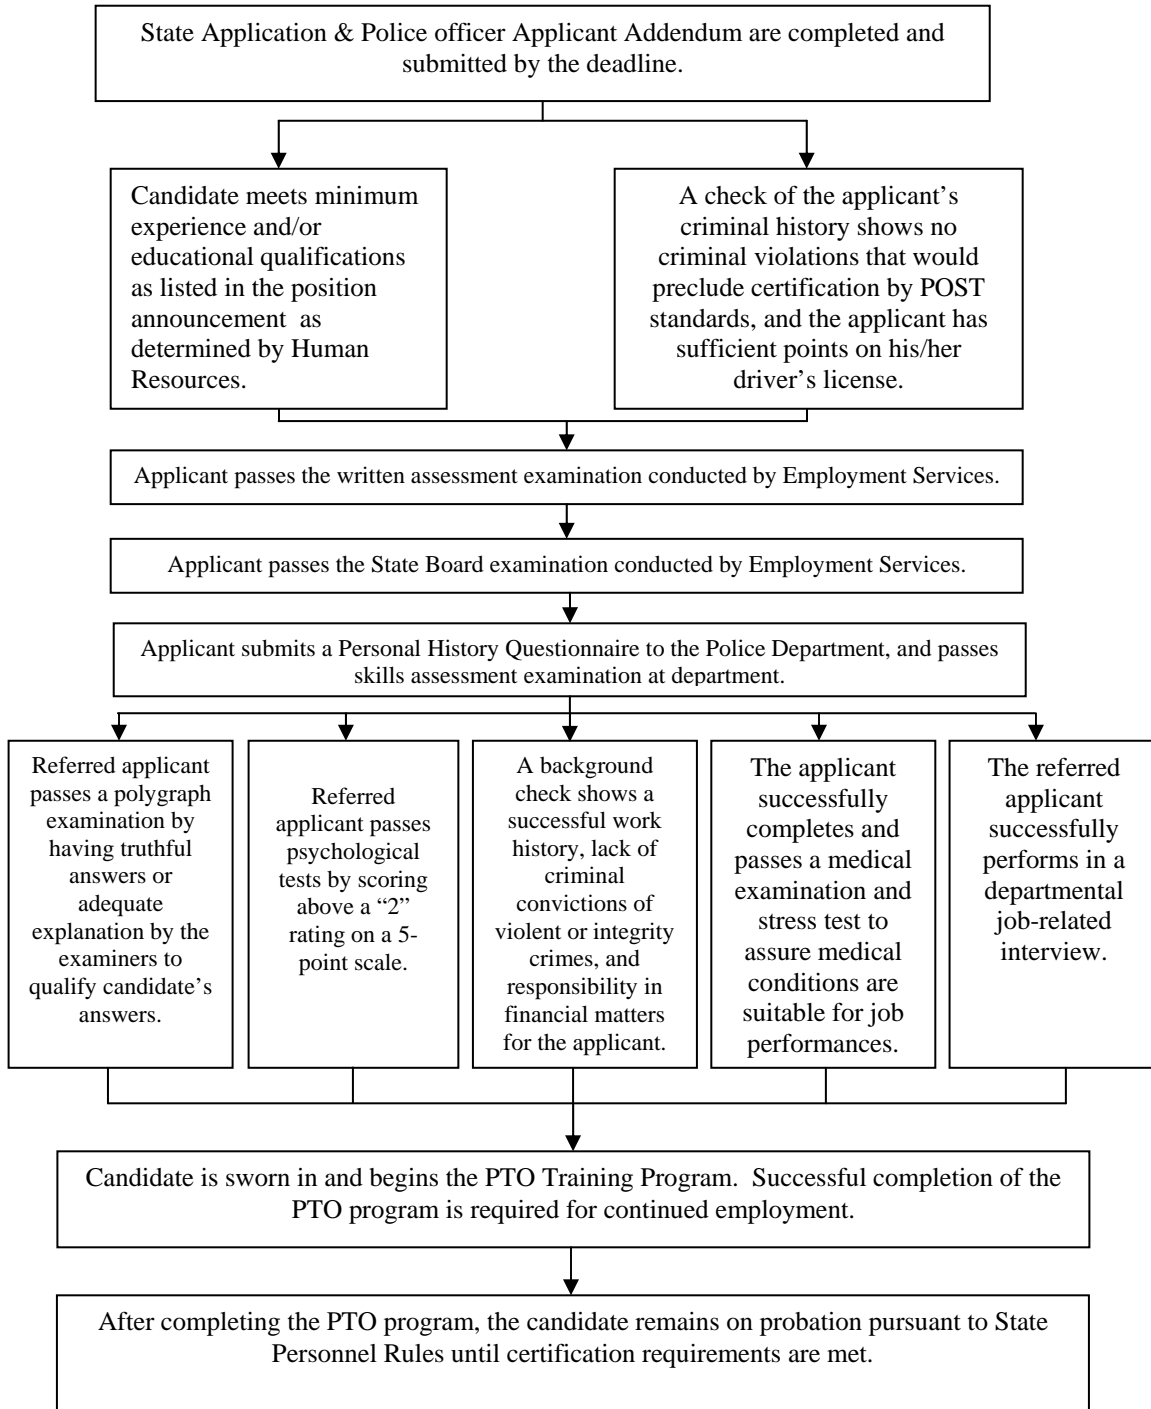 State Application & Police officer Applicant Addendum are completed and
submitted by the deadline.
Candidate meets minimum
experience and/or
educational qualifications
as listed in the position
announcement  as
determined by Human
Resources.
A check of the applicant’s
criminal history shows no
criminal violations that would
preclude certification by POST
standards, and the applicant has
sufficient points on his/her
driver’s license.
Applicant passes the written assessment examination conducted by Employment Services.
Applicant passes the State Board examination conducted by Employment Services.
Applicant submits a Personal History Questionnaire to the Police Department, and passes
skills assessment examination at department.
Referred applicant
passes a polygraph
examination by
having truthful
answers or
adequate
explanation by the
examiners to
qualify candidate’s
answers.
Referred
applicant passes
psychological
tests by scoring
above a “2”
rating on a 5-
point scale.
A background
check shows a
successful work
history, lack of
criminal
convictions of
violent or integrity
crimes, and
responsibility in
financial matters
for the applicant.
The applicant
successfully
completes and
passes a medical
examination and
stress test to
assure medical
conditions are
suitable for job
performances.
The referred
applicant
successfully
performs in a
departmental
job-related
interview.
Candidate is sworn in and begins the PTO Training Program.  Successful completion of the
PTO program is required for continued employment.
After completing the PTO program, the candidate remains on probation pursuant to State
Personnel Rules until certification requirements are met.